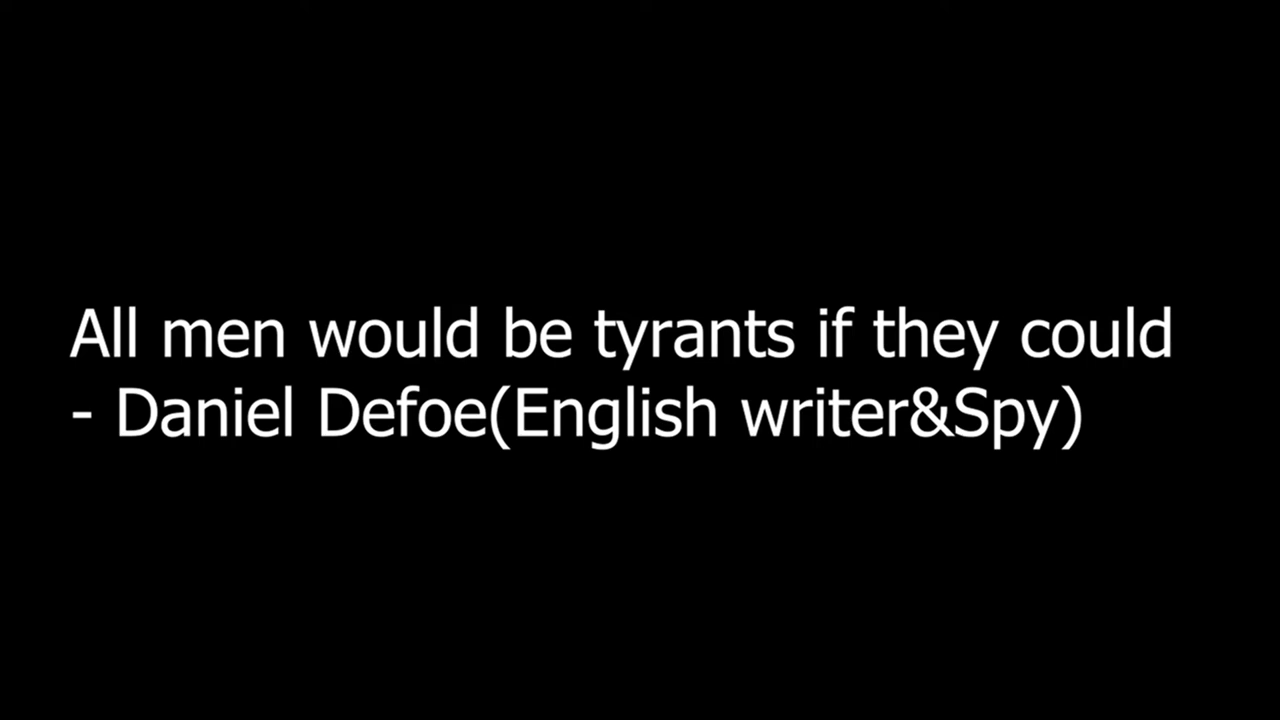 All men would be tyrants if they could
- Daniel Defoe(English writer&Spy)